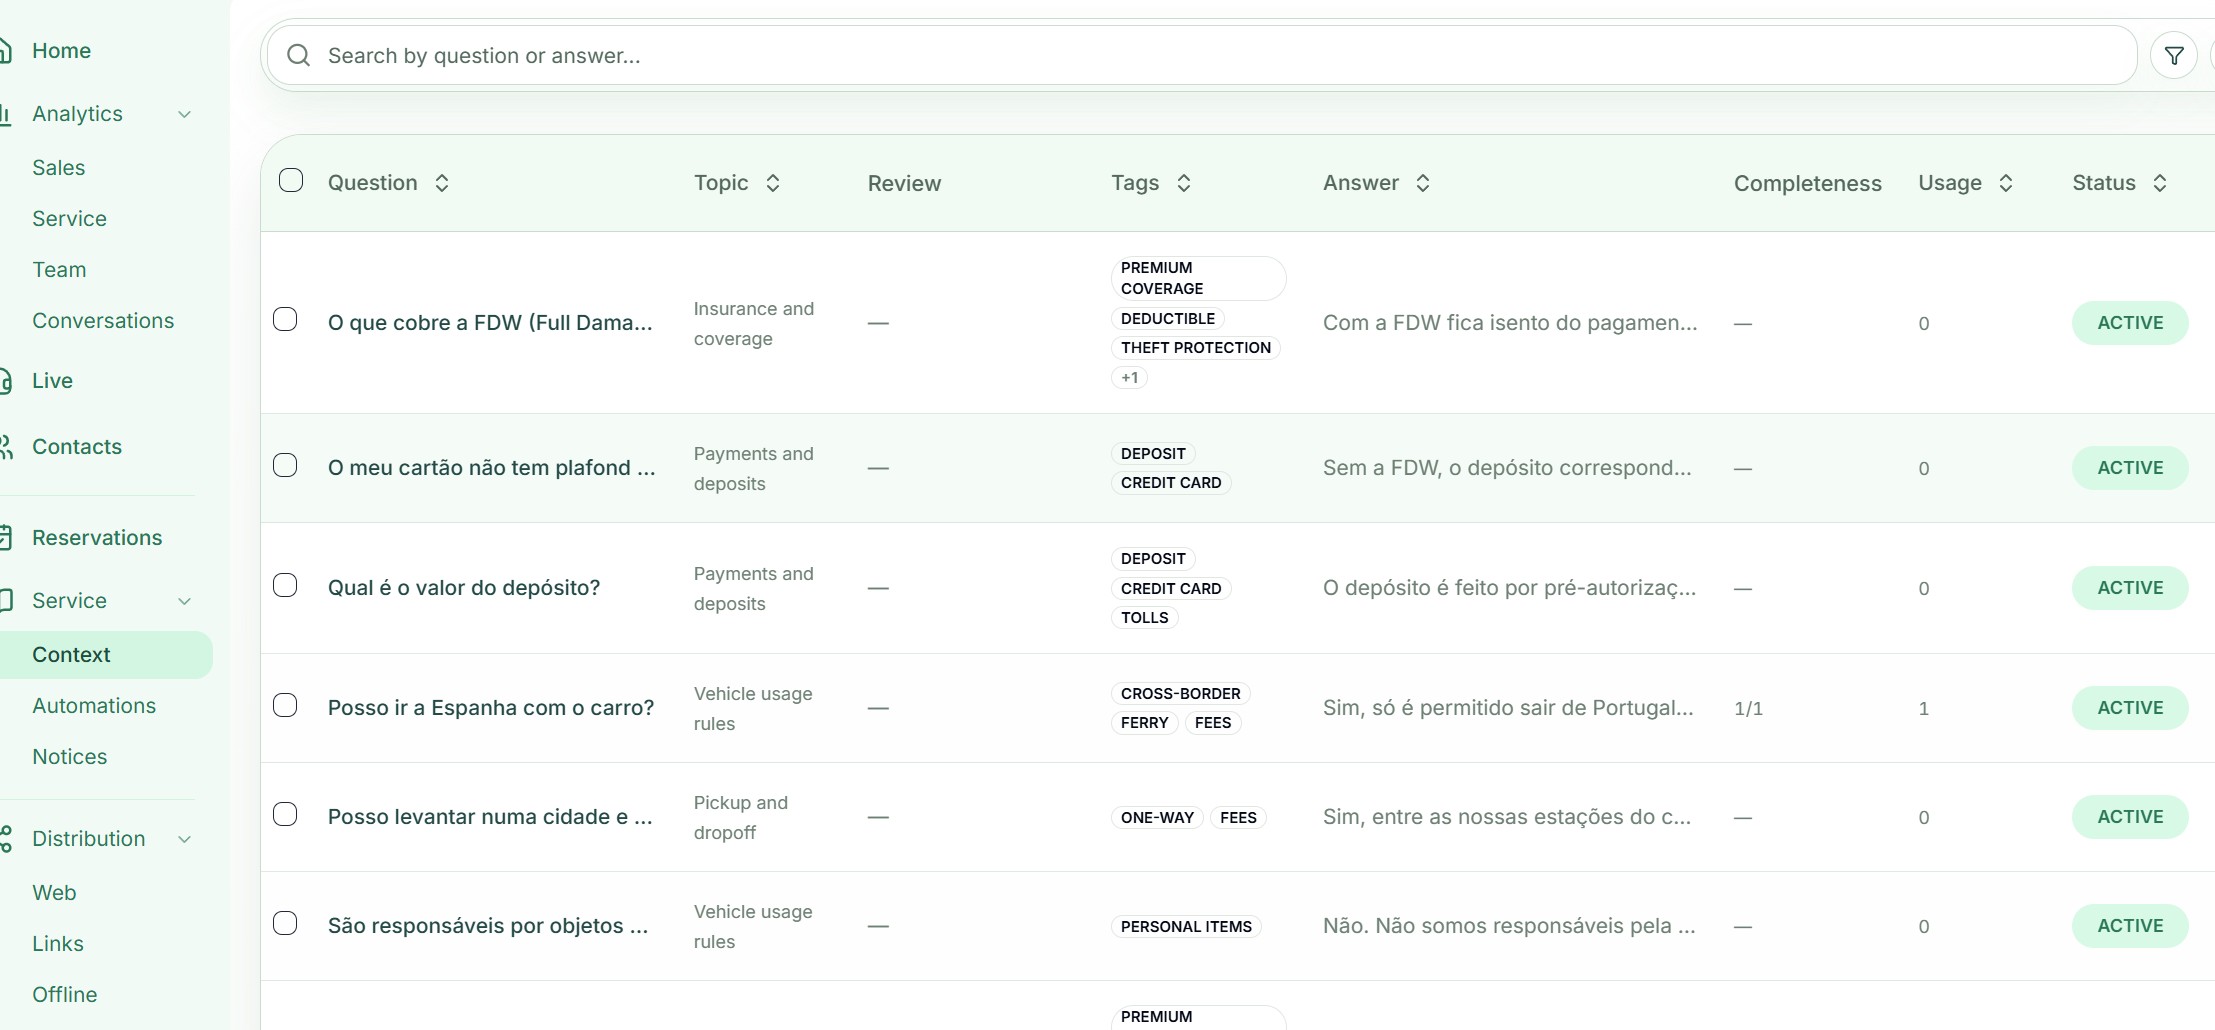 Home
Analytics
Sales
Service
Team
Conversations
Live
Contacts
Reservations
Service
Context
Automations
Notices
Distribution
Web
Links
Offline
Search by question or answer...
Question
Topic
Review
Tags
Answer
Completeness
Usage
Status
O que cobre a FDW (Full Dama...
Insurance and
coverage
—
PREMIUM
COVERAGE
DEDUCTIBLE
THEFT PROTECTION
+1
Com a FDW fica isento do pagamen...
—
0
ACTIVE
O meu cartão não tem plafond ...
Payments and
deposits
—
DEPOSIT
CREDIT CARD
Sem a FDW, o depósito correspond...
—
0
ACTIVE
Qual é o valor do depósito?
Payments and
deposits
—
DEPOSIT
CREDIT CARD
TOLLS
O depósito é feito por pré-autorizaç...
—
0
ACTIVE
Posso ir a Espanha com o carro?
Vehicle usage
rules
—
CROSS-BORDER
FERRY FEES
Sim, só é permitido sair de Portugal...
1/1
1
ACTIVE
Posso levantar numa cidade e ...
Pickup and
dropoff
—
ONE-WAY FEES
Sim, entre as nossas estações do c...
—
0
ACTIVE
São responsáveis por objetos ...
Vehicle usage
rules
—
PERSONAL ITEMS
Não. Não somos responsáveis pela ...
—
0
ACTIVE
PREMIUM